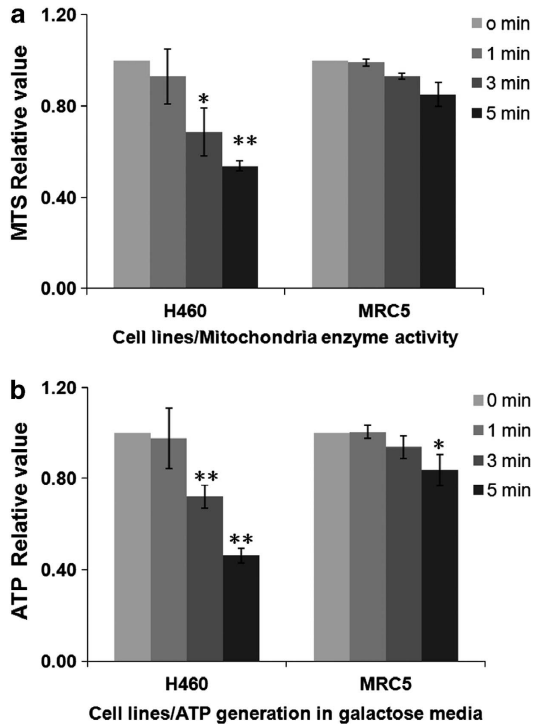 a
1.20
0.80
0.40
0.00
MTS Relative value
o min
1 min
3 min
5 min
*
**
H460
MRC5
Cell lines/Mitochondria enzyme activity
b
1.20
0.80
0.40
0.00
ATP Relative value
0 min
1 min
3 min
5 min
**
**
*
H460
MRC5
Cell lines/ATP generation in galactose media